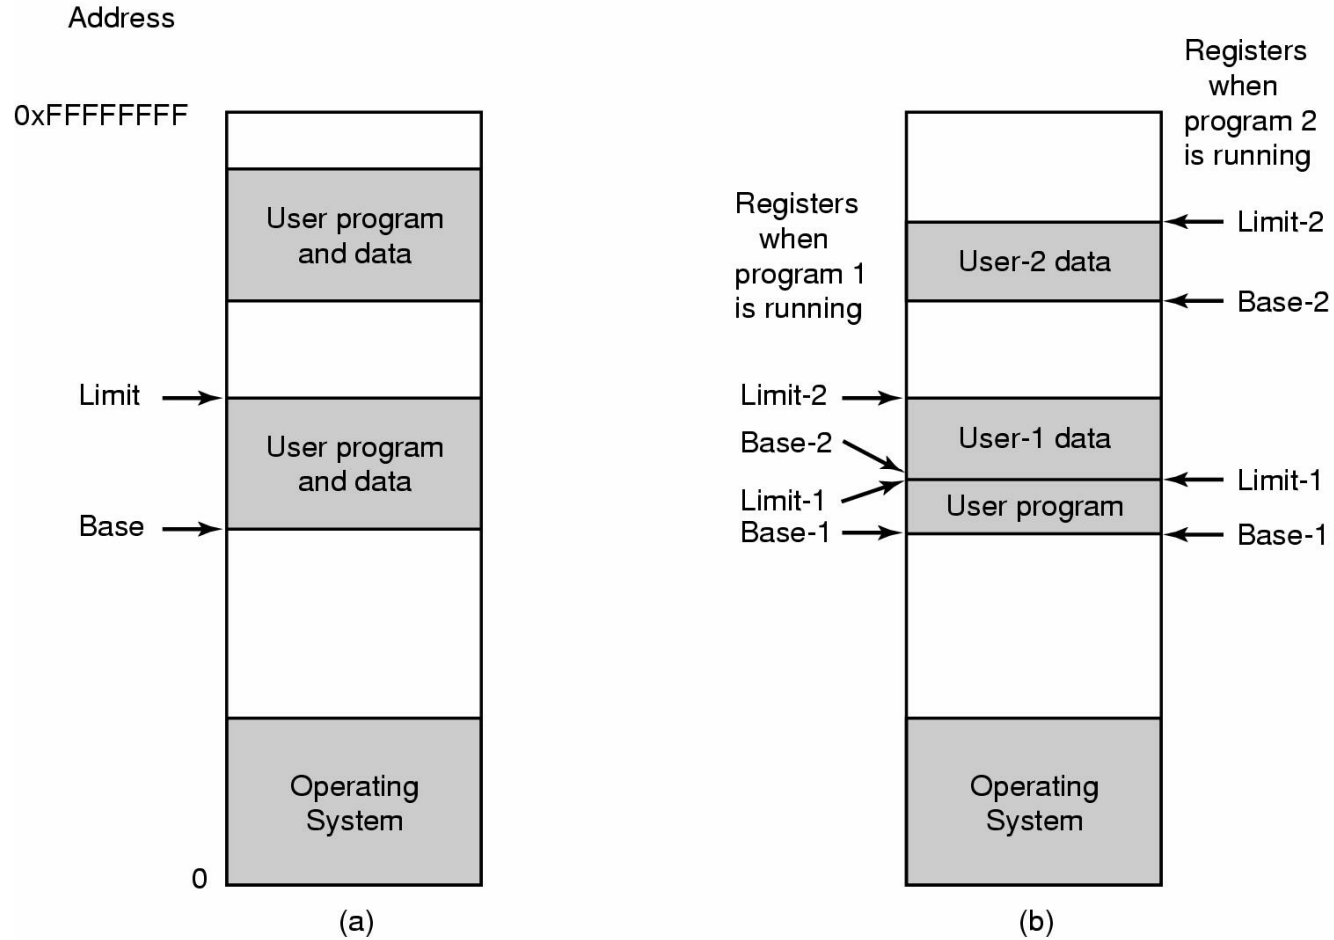 Address
0xFFFFFFFF
User program
and data
Limit
User program
and data
Base
Operating
System
0
(a)
Registers
when
program 1
is running
Limit-2
Base-2
Limit-1
Base-1
Registers
when
program 2
is running
User-2 data
User-1 data
User program
Operating
System
Limit-2
Base-2
Limit-1
Base-1
(b)